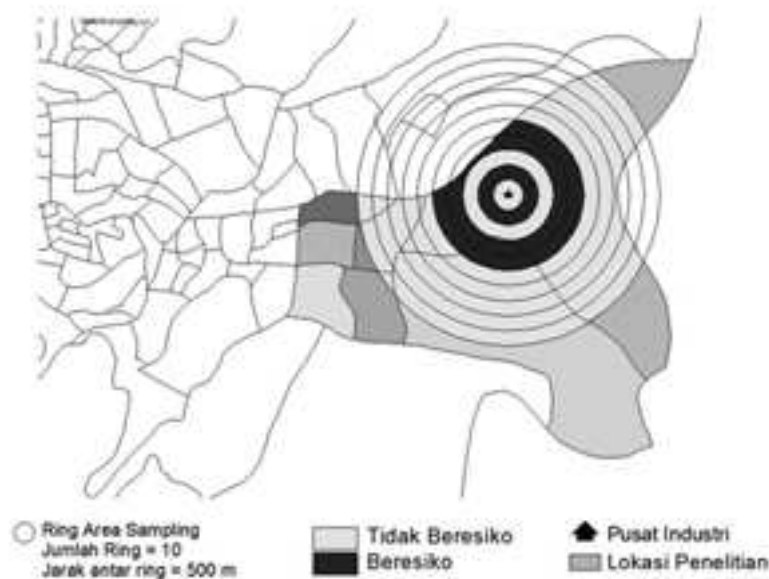 Ring Area Sampling
Jumlah Ring = 10
Jarak antar ring = 500 m
Tidak Beresiko
Beresiko
Pusat Industri
Lokasi Penelitian